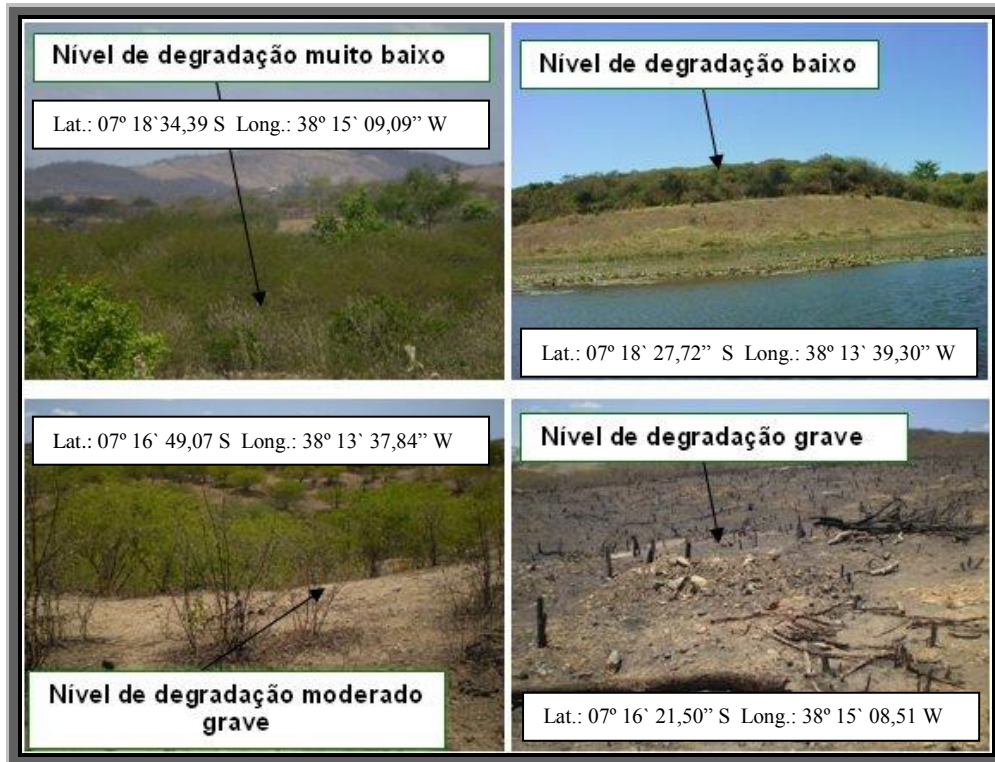 Nível de degradação muito baixo
Lat.: 07º 18`34,39 S Long.: 38º 15` 09,09” W
Nível de degradação baixo
Lat.: 07º 18` 27,72” S Long.: 38º 13` 39,30” W
Lat.: 07º 16` 49,07 S Long.: 38º 13` 37,84” W
Nível de degradação moderado
grave
Nível de degradação grave
Lat.: 07º 16` 21,50” S Long.: 38º 15` 08,51 W